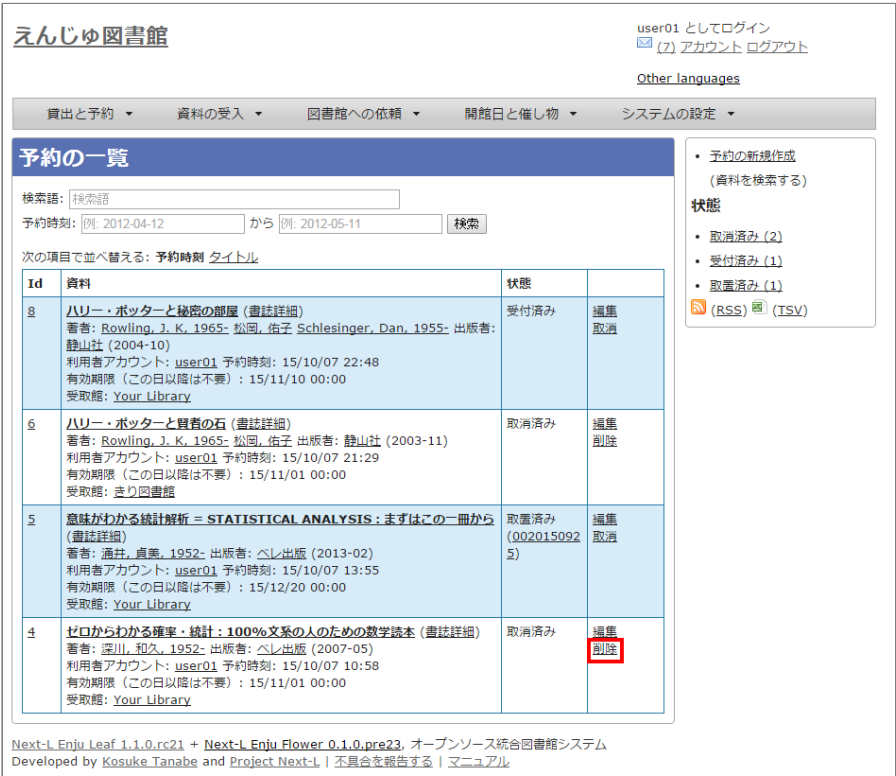 えんじゅ図書館
user01 としてログイン
(7) アカウント ログアウト
Other languages
貸出と予約 ▼ 資料の受入 ▼ 図書館への依頼 ▼ 開館日と催し物 ▼ システムの設定 ▼
予約の一覧
検索語: 検索語
予約時刻: 例: 2012-04-12 から 例: 2012-05-11 検索
次の項目で並べ替える: 予約時刻 タイトル
Id 資料 状態
8 ハリー・ポッターと秘密の部屋 (書誌詳細) 受付済み 編集
著者: Rowling, J. K, 1965- 松岡, 佑子 Schlesinger, Dan, 1955- 出版者: 取消
静山社 (2004-10)
利用者アカウント: user01 予約時刻: 15/10/07 22:48
有効期限（この日以降は不要）: 15/11/10 00:00
受取館: Your Library
6 ハリー・ポッターと賢者の石 (書誌詳細) 取消済み 編集
著者: Rowling, J. K, 1965- 松岡, 佑子 出版者: 静山社 (2003-11) 削除
利用者アカウント: user01 予約時刻: 15/10/07 21:29
有効期限（この日以降は不要）: 15/11/01 00:00
受取館: きり図書館
5 意味がわかる統計解析 = STATISTICAL ANALYSIS : まずはこの一冊から 取置済み 編集
(書誌詳細) (002015092 取消
著者: 涌井, 貞美, 1952- 出版者: ベレ出版 (2013-02) 5)
利用者アカウント: user01 予約時刻: 15/10/07 13:55
有効期限（この日以降は不要）: 15/12/20 00:00
受取館: Your Library
4 ゼロからわかる確率・統計 : 100%文系の人のための数学読本 (書誌詳細) 取消済み 編集
著者: 深川, 和久, 1952- 出版者: ベレ出版 (2007-05) 削除
利用者アカウント: user01 予約時刻: 15/10/07 10:58
有効期限（この日以降は不要）: 15/11/01 00:00
受取館: Your Library
• 予約の新規作成
(資料を検索する)
状態
• 取消済み (2)
• 受付済み (1)
• 取置済み (1)
(RSS) (TSV)
Next-L Enju Leaf 1.1.0.rc21 + Next-L Enju Flower 0.1.0.pre23, オープンソース統合図書館システム
Developed by Kosuke Tanabe and Project Next-L | 不具合を報告する | マニュアル